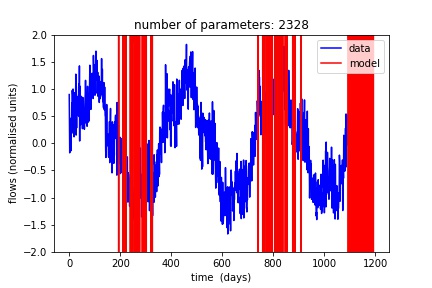 number of parameters: 2328
data
model
2.0
1.5
1.0
0.5
0.0
−0.5
−1.0
−1.5
−2.0
flows (normalised units)
0 200 400 600 800 1000 1200
time (days)